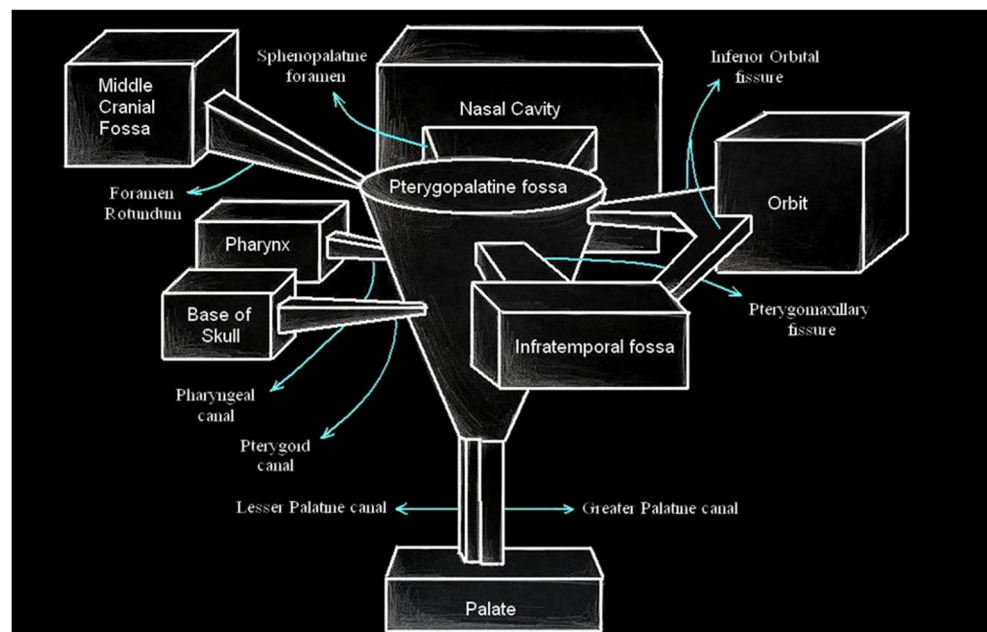 Middle
Cranial
Fossa
Sphenopalatine
foramen
Nasal Cavity
Inferior Orbital
fissure
Foramen
Rotundum
Pterygopalatine fossa
Orbit
Pharynx
Base of
Skull
Infratemporal fossa
Pterygomaxillary
fissure
Pharyngeal
canal
Pterygoid
canal
Lesser Palatine canal
Greater Palatine canal
Palate